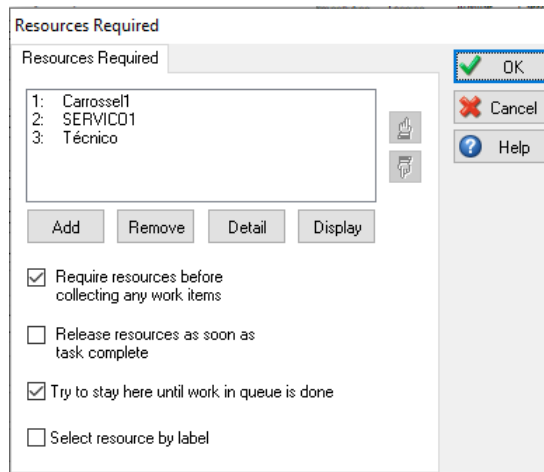 Resources Required
Resources Required
OK
1: Carrossel1
2: SERVICO1
3: Técnico
Cancel
Help
Add Remove Detail Display
Require resources before
collecting any work items
Release resources as soon as
task complete
Try to stay here until work in queue is done
Select resource by label